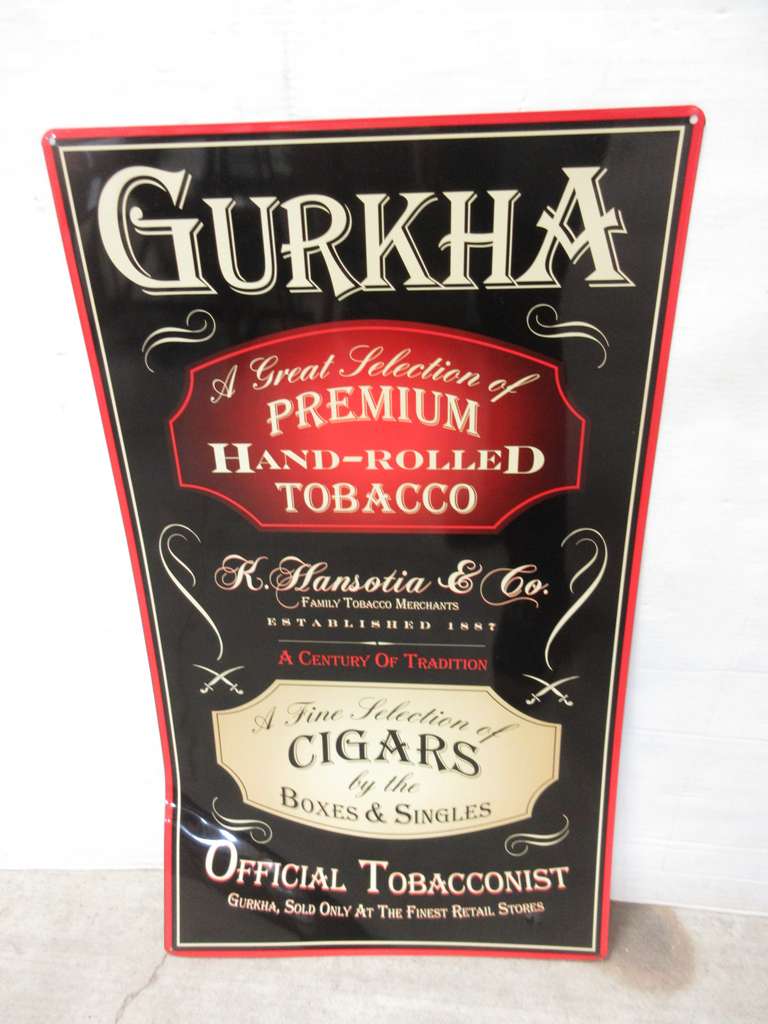 GURKHA
A Great Selection of
PREMIUM
HAND-ROLLED
TOBACCO
K. Hansotia & Co.
FAMILY TOBACCO MERCHANTS
ESTABLISHED 1887
A CENTURY OF TRADITION
A Fine Selection of
CIGARS
by the
BOXES & SINGLES
OFFICIAL TOBACCONIST
GURKHA, SOLD ONLY AT THE FINEST RETAIL STORES